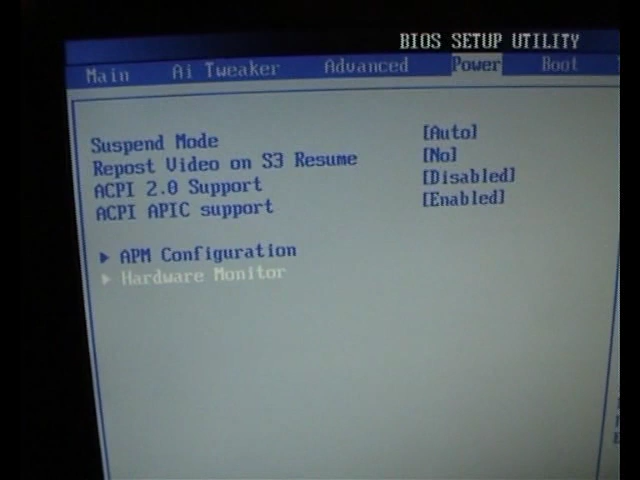 BIOS SETUP UTILITY
Main Ai Tweaker Advanced Power Boot
Suspend Mode [Auto]
Repost Video on S3 Resume [No]
ACPI 2.0 Support [Disabled]
ACPI APIC support [Enabled]
▶ APM Configuration
▶ Hardware Monitor